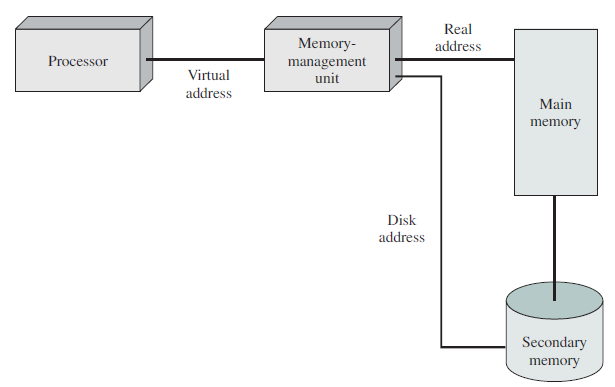 Processor
Virtual
address
Memory-
management
unit
Real
address
Main
memory
Disk
address
Secondary
memory